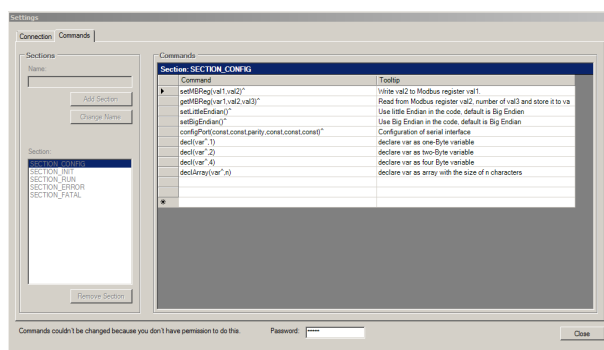 Settings
Connection
Commands
Sections
Name:
Add Section
Change Name
Section:
SECTION_CONFIG
SECTION_INIT
SECTION_RUN
SECTION_ERROR
SECTION_FATAL
Remove Section
Commands
Section: SECTION_CONFIG
Command Tooltip
setMBReg(val1,val2)^ Write val2 to Modbus register val1.
getMBReg(var1,val2,val3)^ Read from Modbus register val2, number of val3 and store it to va
setLittleEndian()^ Use little Endian in the code, default is Big Endien
setBigEndian()^ Use Big Endian in the code, default is Big Endien
configPort(const,const,parity,const,const,const)^ Configuration of serial interface
decl(var^,1) declare var as one-Byte variable
decl(var^,2) declare var as two-Byte variable
decl(var^,4) declare var as four Byte variable
declArray(var^,n) declare var as array with the size of n characters
Commands couldn't be changed because you don't have permission to do this.
Password: *****
Close